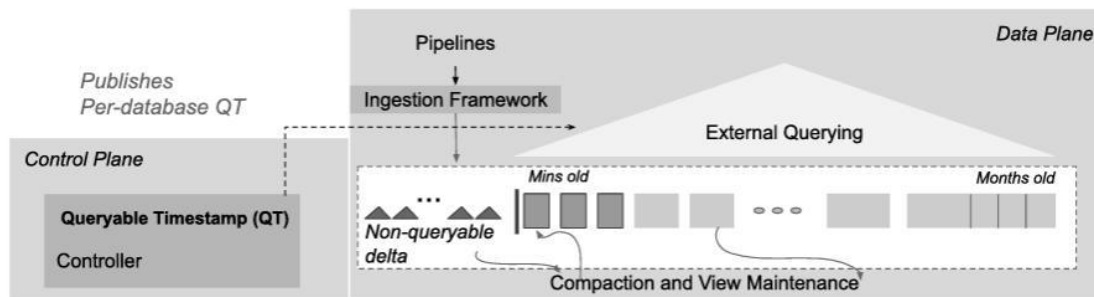 Data Plane
Pipelines
Publishes
Per-database QT
Ingestion Framework
External Querying
Control Plane
Mins old
Months old
Queryable Timestamp (QT)
Non-queryable
delta
Controller
Compaction and View Maintenance